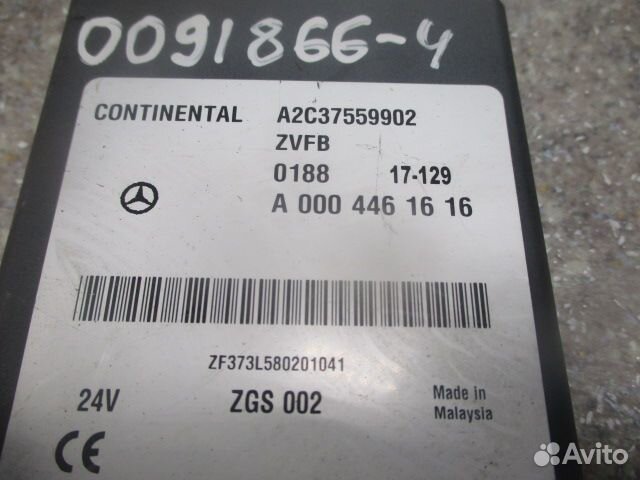 0091866-4
CONTINENTAL A2C37559902
ZVFB
0188 17-129
A 000 446 16 16
ZF373L580201041
24V ZGS 002 Made in
Malaysia
CE
Avito